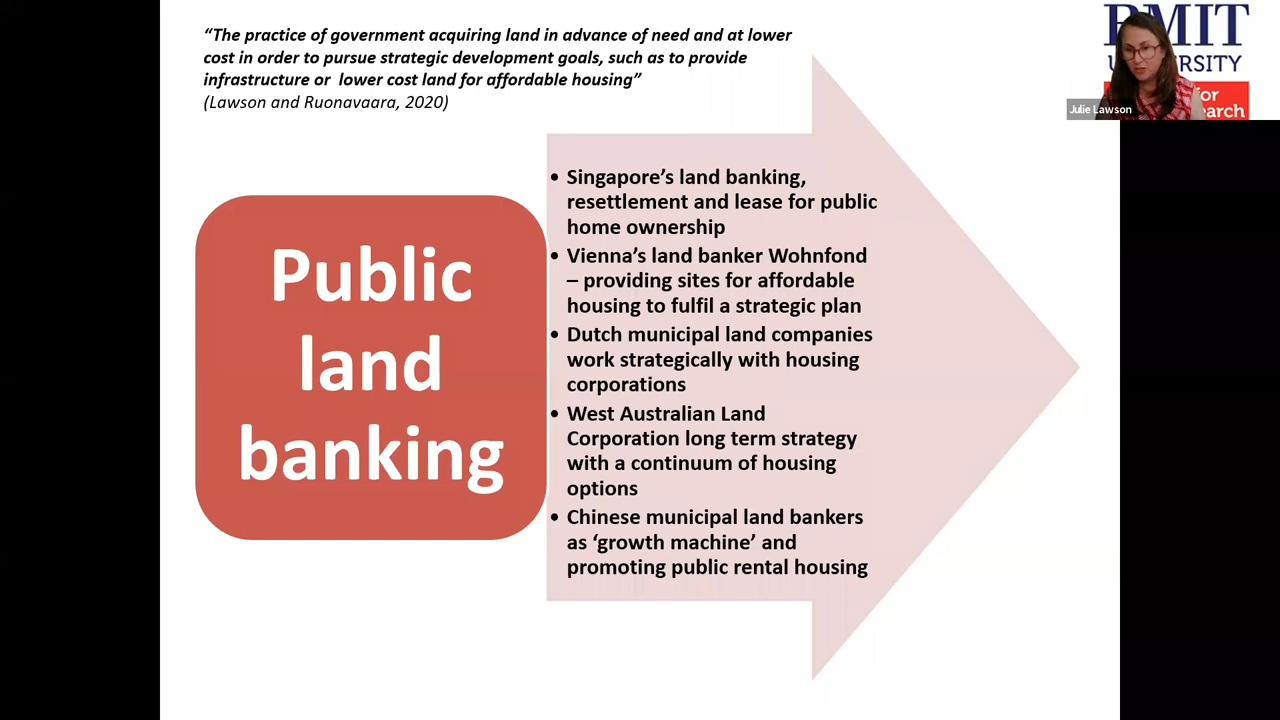 “The practice of government acquiring land in advance of need and at lower
cost in order to pursue strategic development goals, such as to provide
infrastructure or lower cost land for affordable housing”
(Lawson and Ruonavaara, 2020)
Public
land
banking
• Singapore’s land banking,
resettlement and lease for public
home ownership
• Vienna’s land banker Wohnfond
– providing sites for affordable
housing to fulfil a strategic plan
• Dutch municipal land companies
work strategically with housing
corporations
• West Australian Land
Corporation long term strategy
with a continuum of housing
options
• Chinese municipal land bankers
as ‘growth machine’ and
promoting public rental housing
RMIT
UNIVERSITY
for
Julie Lawson